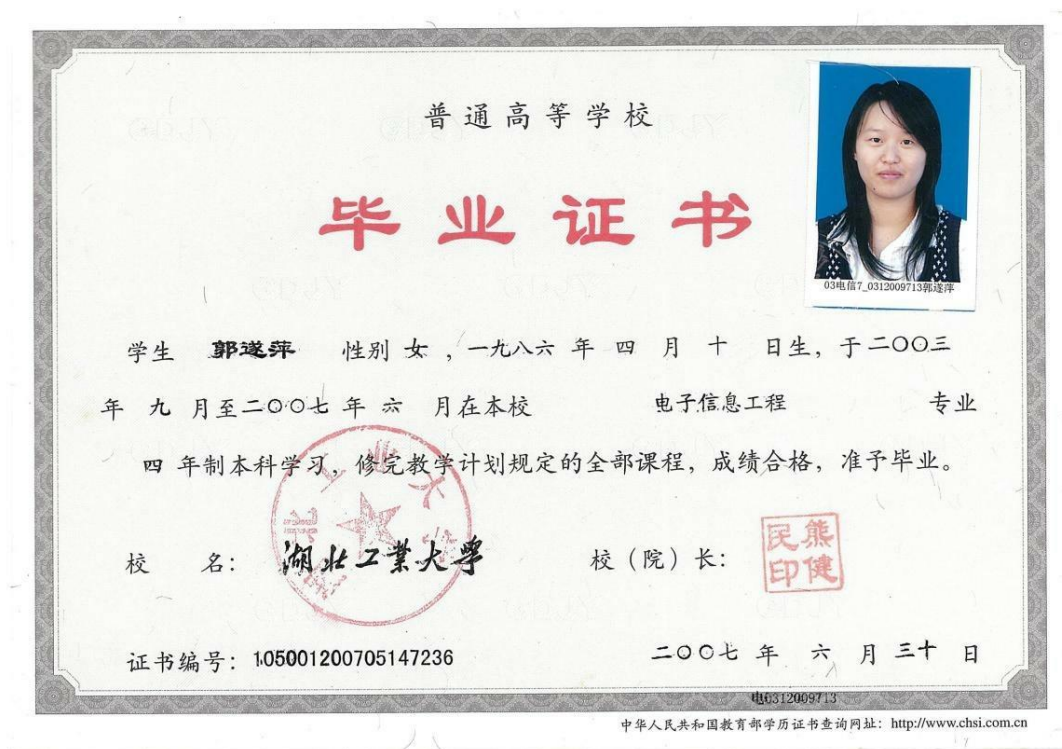 普通高等学校
毕业证书
03电信7_0312009713郭遂萍
学生 郭遂萍 性别 女 ，一九八六 年 四 月 十 日生，于二〇〇三
年 九 月至二〇〇七 年 六 月在本校 电子信息工程 专业
四 年制本科学习，修完教学计划规定的全部课程，成绩合格，准予毕业。
湖北工业大学
校 名： 湖北工業大學 校（院）长： 熊健民印
证书编号：105001200705147236 二〇〇七 年 六 月 三十 日
电0312009713
中华人民共和国教育部学历证书查询网址：http://www.chsi.com.cn